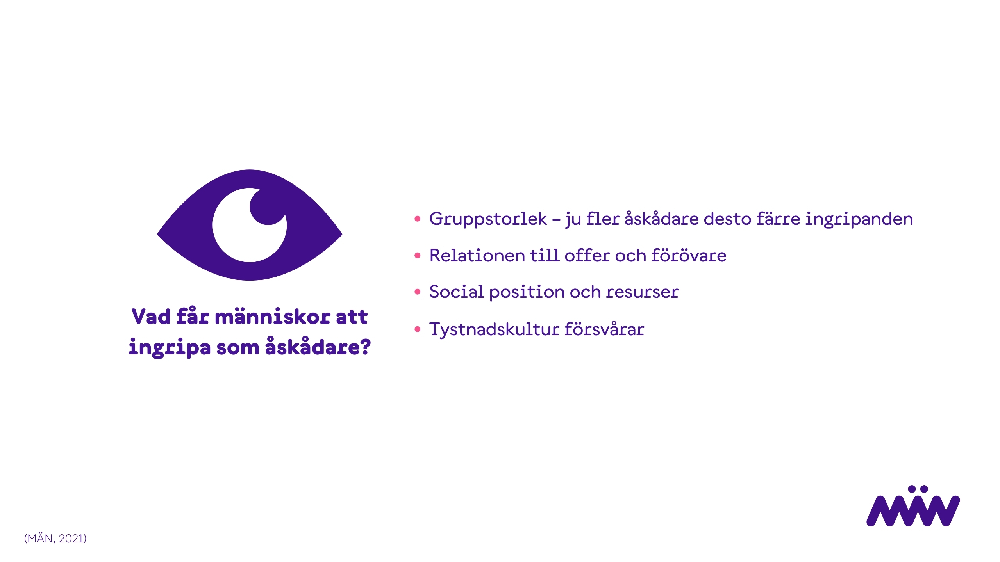 Vad får människor att
ingripa som åskådare?
• Gruppstorlek – ju fler åskådare desto färre ingripanden
• Relationen till offer och förövare
• Social position och resurser
• Tystnadskultur försvårar
MÄN
(MÄN, 2021)